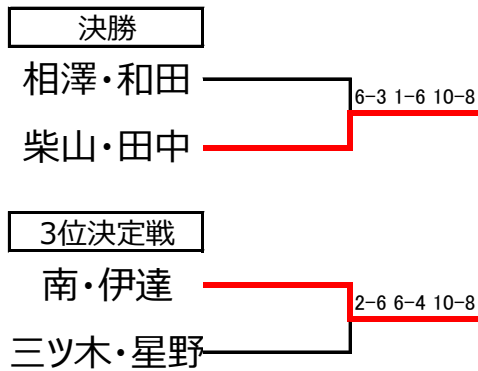 決勝
相澤・和田
6-3 1-6 10-8
柴山・田中
3位決定戦
南・伊達
2-6 6-4 10-8
三ツ木・星野